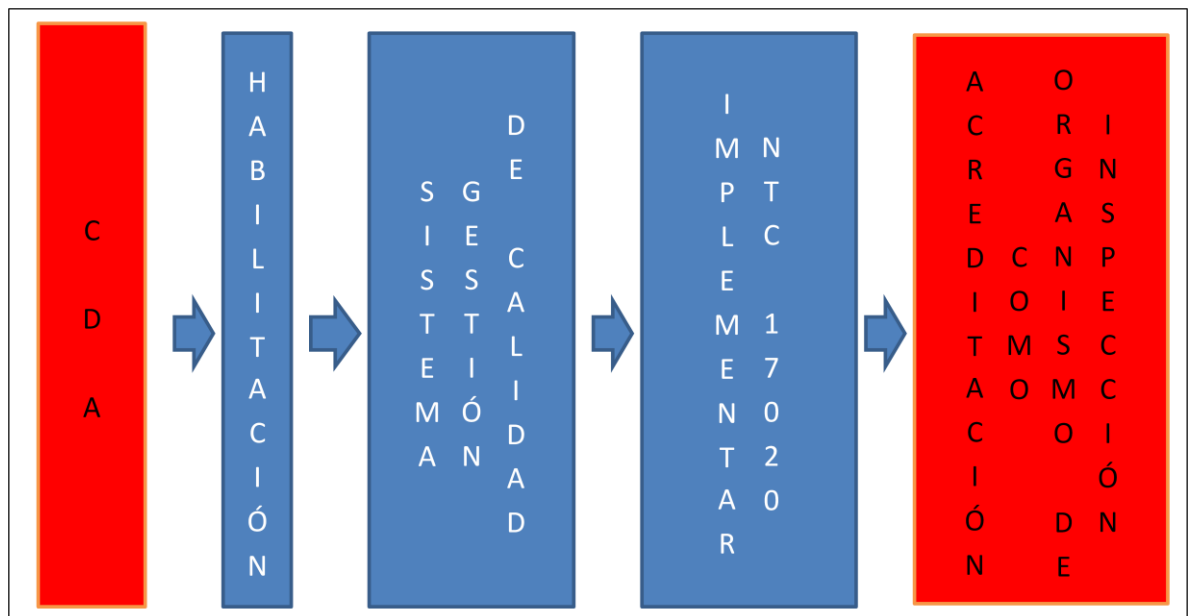 CDA
HABILITACIÓN
SISTEMA
GESTIÓN
DE CALIDAD
IMPLEMENTAR
NTC 17020
ACREDITACIÓN
COMO
ORGANISMO DE
INSPECCIÓN